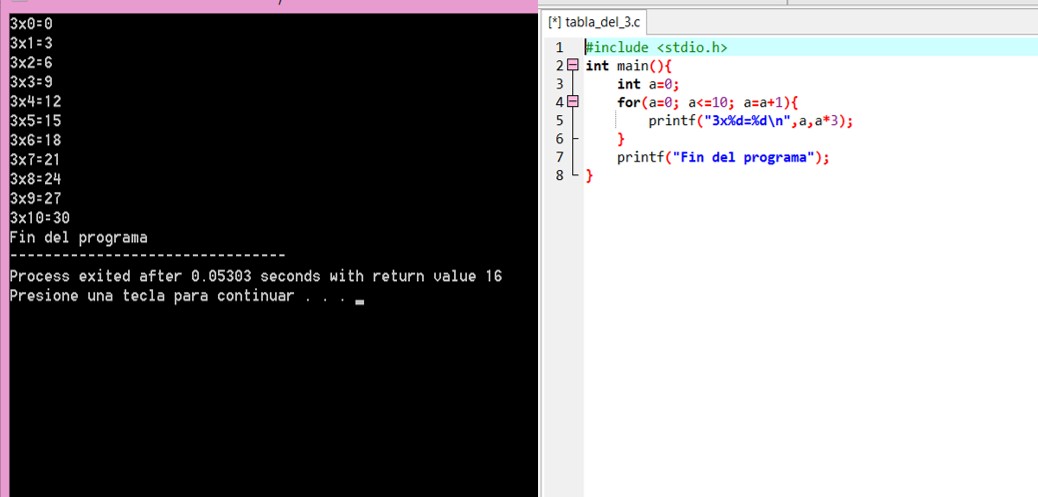 3x0=0
3x1=3
3x2=6
3x3=9
3x4=12
3x5=15
3x6=18
3x7=21
3x8=24
3x9=27
3x10=30
Fin del programa
--------------------------------
Process exited after 0.05303 seconds with return value 16
Presione una tecla para continuar . . .
[*] tabla_del_3.c
1 #include <stdio.h>
2 int main(){
3 int a=0;
4 for(a=0; a<=10; a=a+1){
5 printf("3x%d=%d\n",a,a*3);
6 }
7 printf("Fin del programa");
8 }